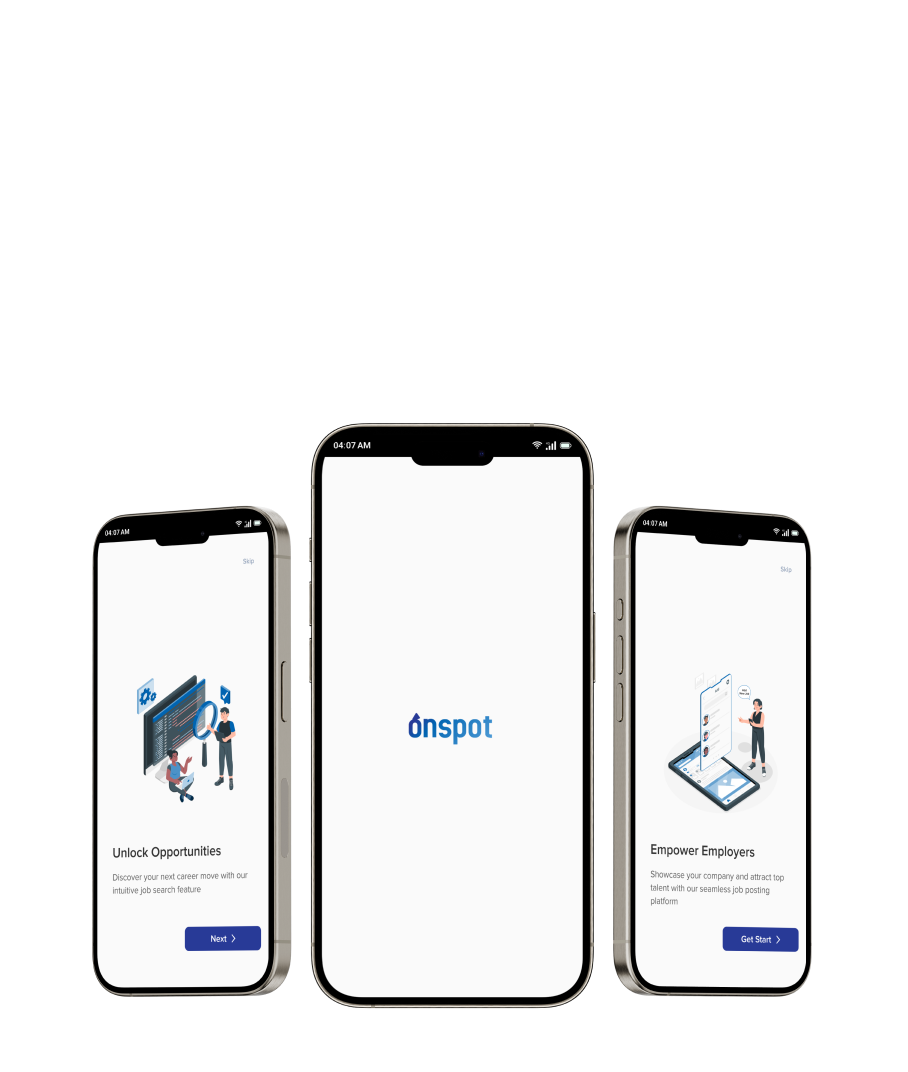 04:07 AM
Skip
Unlock Opportunities
Discover your next career move with our
intuitive job search feature
Next
04:07 AM
onspot
04:07 AM
Skip
Empower Employers
Showcase your company and attract top
talent with our seamless job posting
platform
Get Start